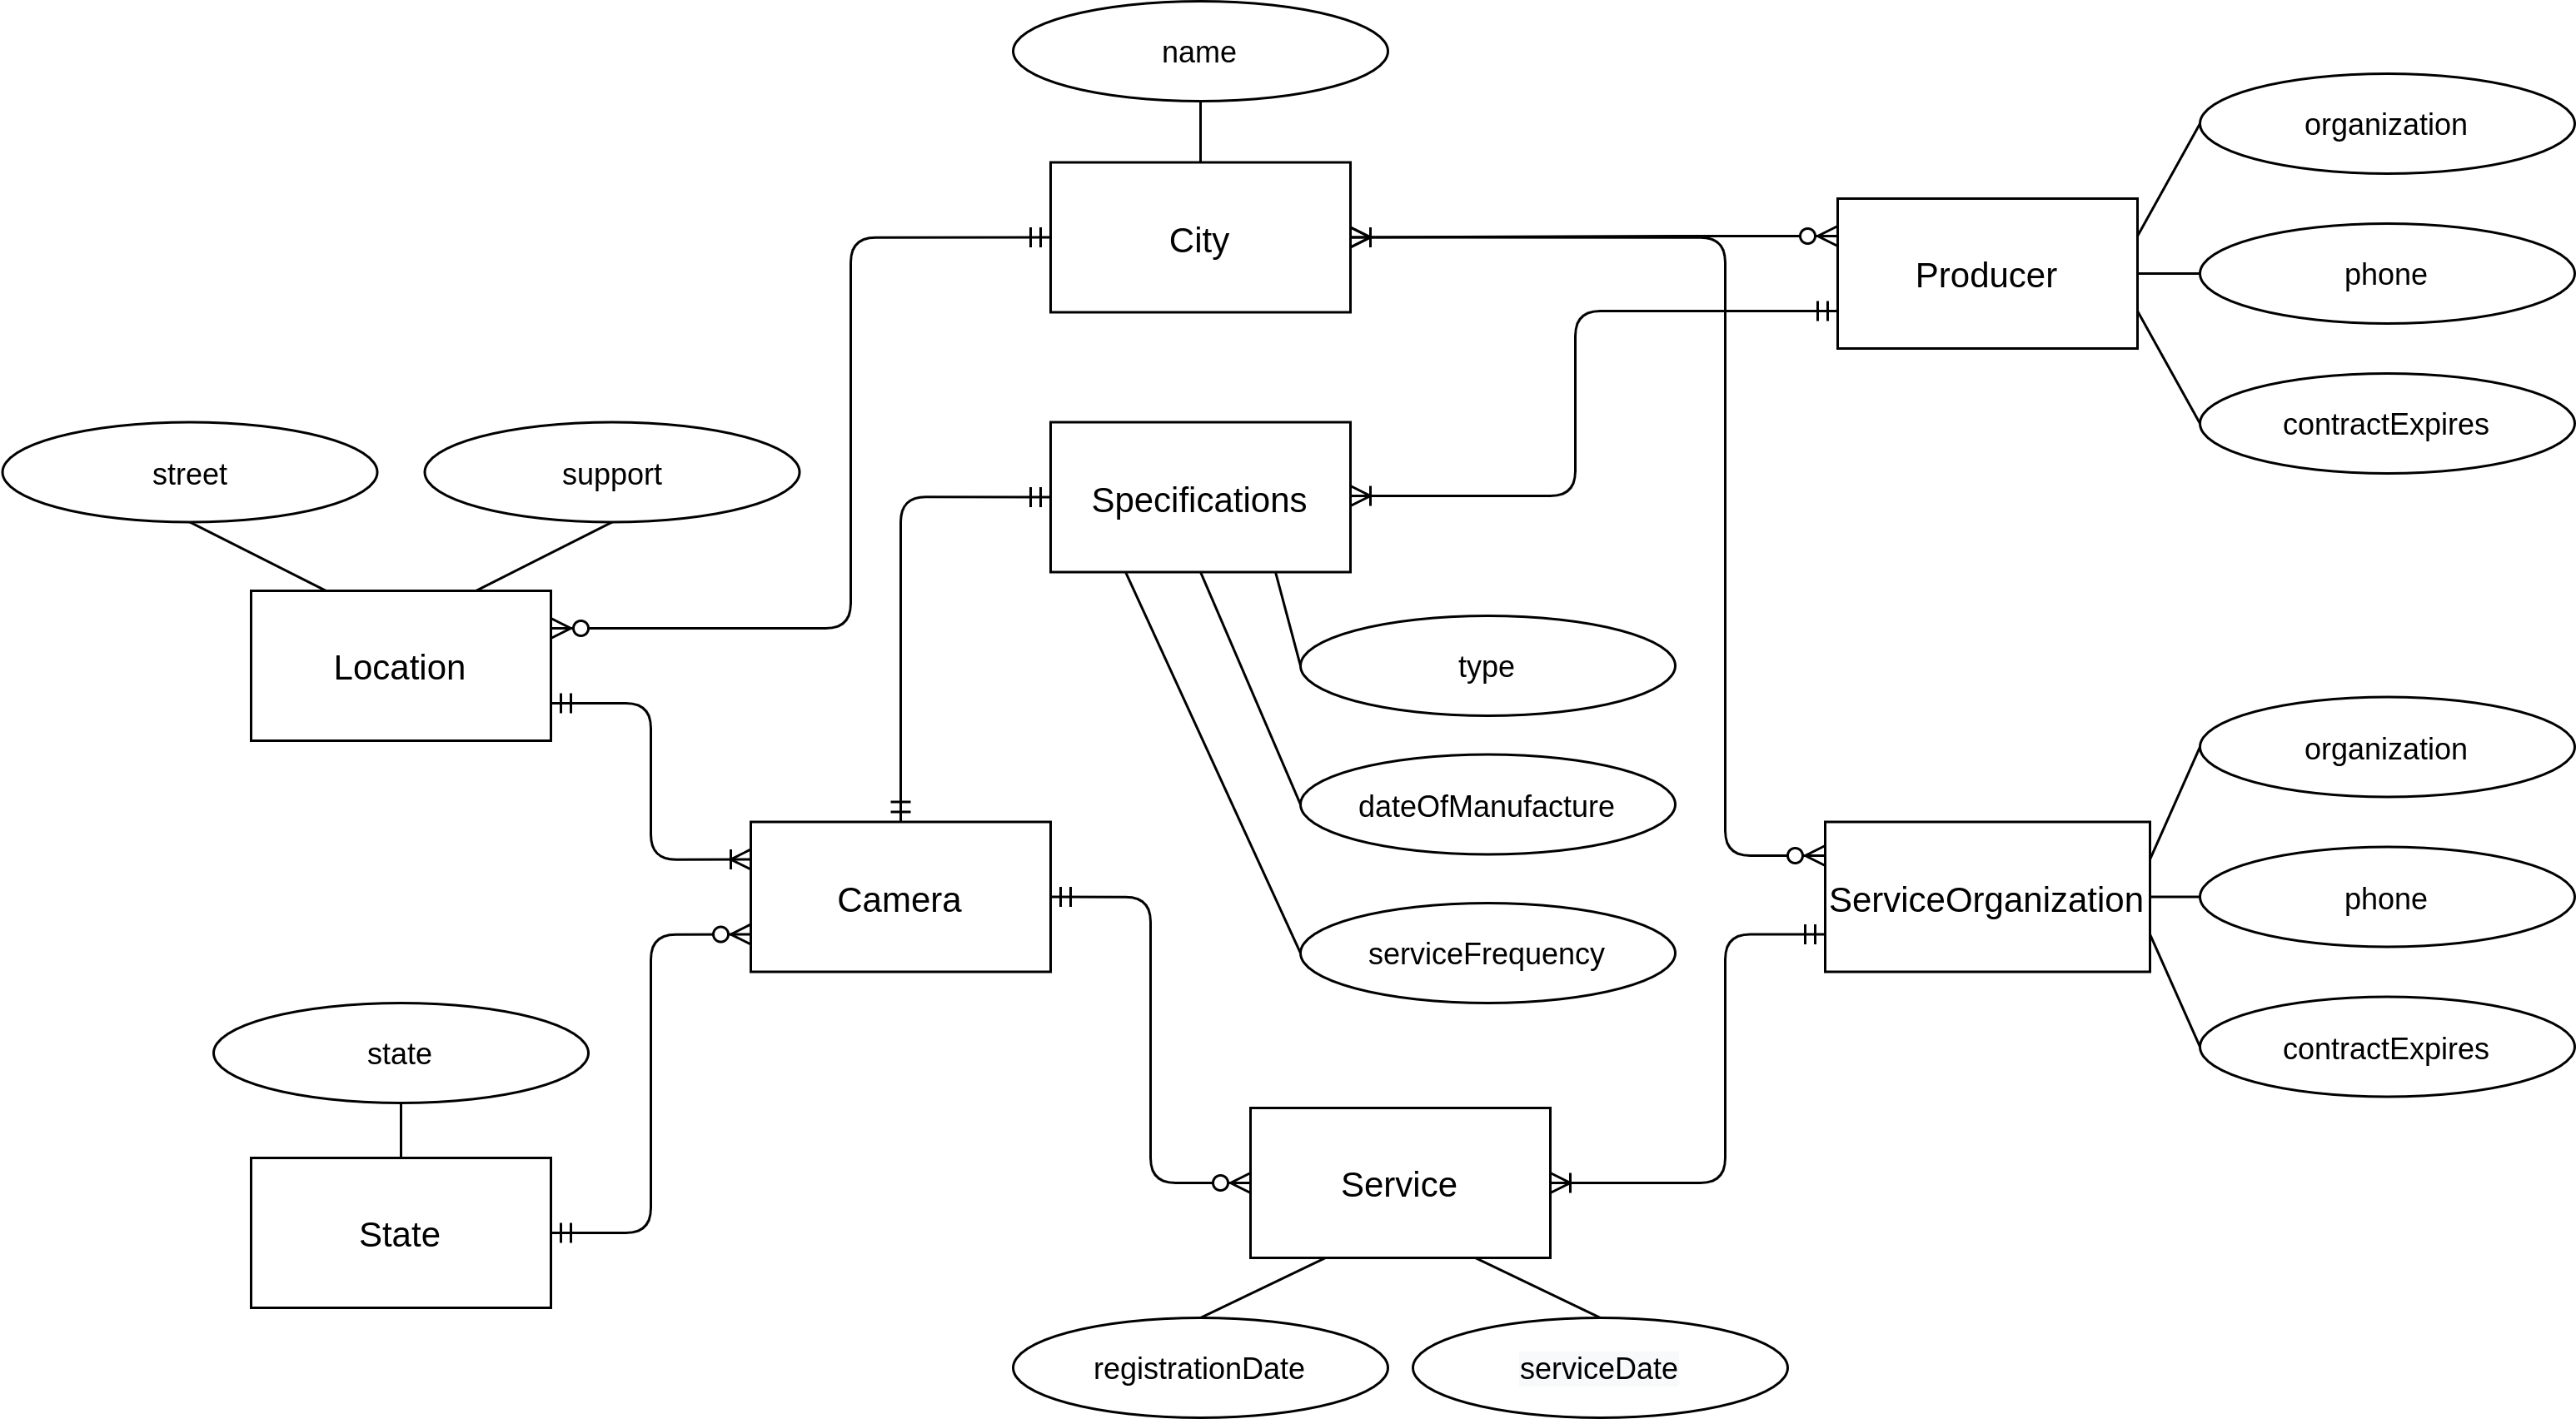 name
organization
City
Producer
phone
contractExpires
street
support
Specifications
Location
type
organization
dateOfManufacture
Camera
ServiceOrganization
phone
serviceFrequency
state
contractExpires
Service
State
registrationDate
serviceDate